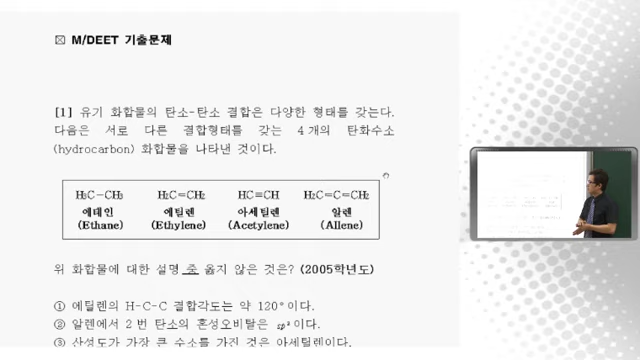 ☒ M/DEET 기출문제
[1] 유기 화합물의 탄소-탄소 결합은 다양한 형태를 갖는다.
다음은 서로 다른 결합형태를 갖는 4개의 탄화수소
(hydrocarbon) 화합물을 나타낸 것이다.
H₃C-CH₃ H₂C=CH₂ HC≡CH H₂C=C=CH₂
에태인 에틸렌 아세틸렌 알렌
(Ethane) (Ethylene) (Acetylene) (Allene)
위 화합물에 대한 설명 중 옳지 않은 것은? (2005학년도)
① 에틸렌의 H-C-C 결합각도는 약 120°이다.
② 알렌에서 2번 탄소의 혼성오비탈은 sp²이다.
③ 산성도가 가장 큰 수소를 가진 것은 아세틸렌이다.